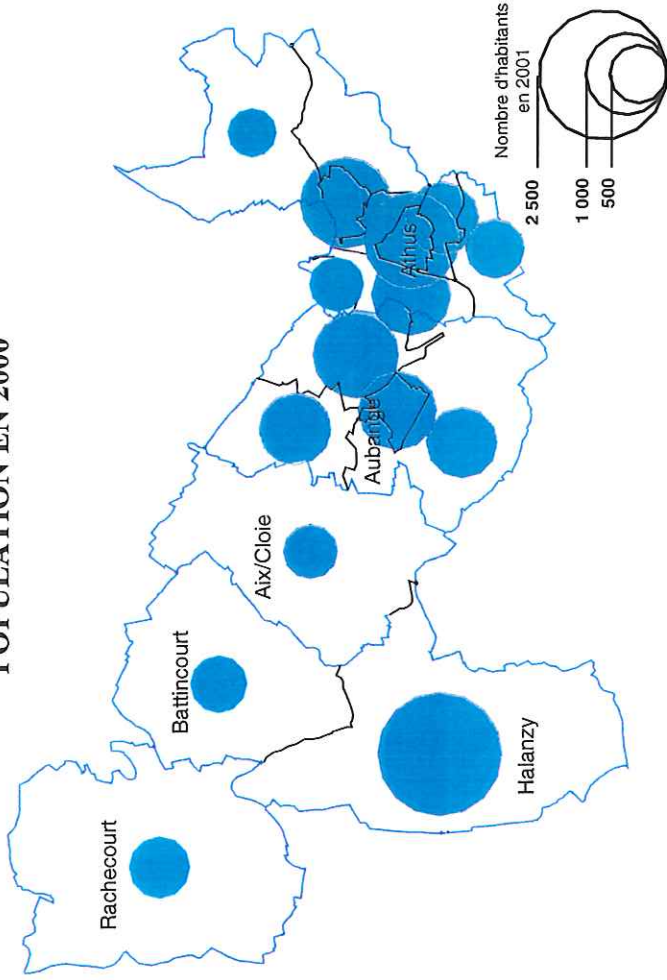 POPULATION EN 2000
Rachecourt
Battincourt
Aix/Cloie
Halanzy
Aubange
Athus
Nombre d'habitants
en 2001
2 500
1 000
500